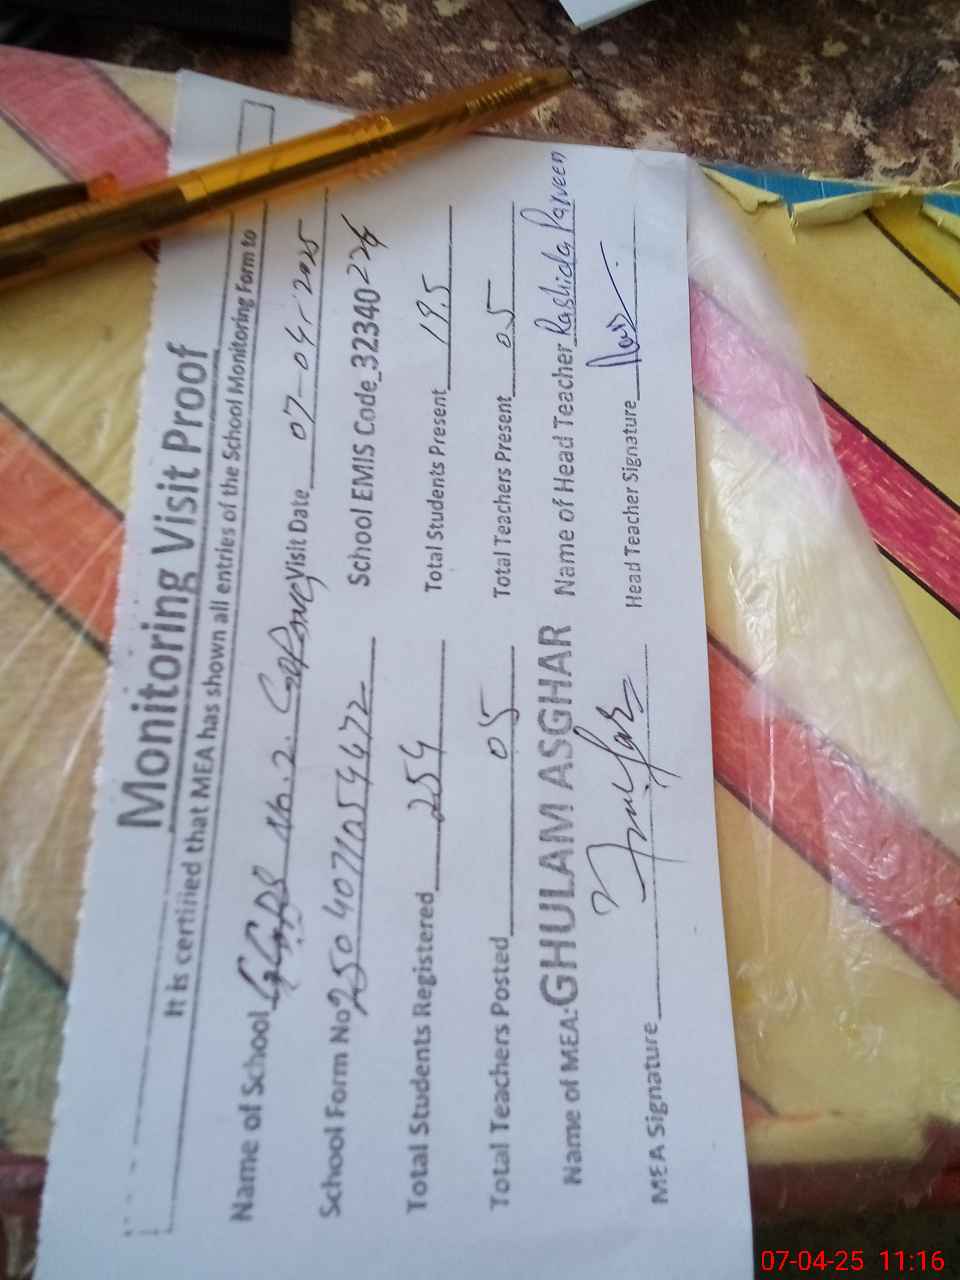 Monitoring Visit Proof
It is certified that MEA has shown all entries of the School Monitoring Form to
Name of School GGPS No.2. Visit Date 07-04-2025
School Form No 25040711054472 School EMIS Code_32340226
Total Students Registered 254 Total Students Present 195
Total Teachers Posted 05 Total Teachers Present 05
Name of MEA: GHULAM ASGHAR Name of Head Teacher Rashida Parveen
MEA Signature Head Teacher Signature
07-04-25 11:16